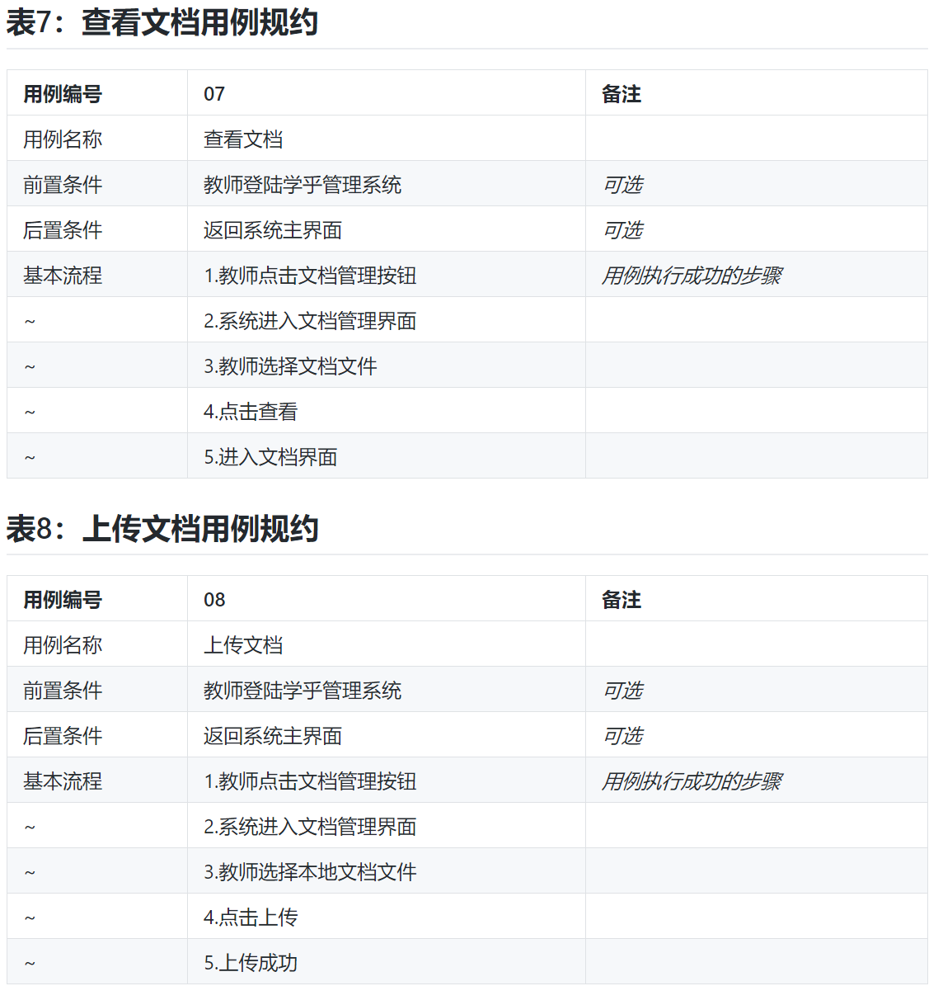 表7：查看文档用例规约
用例编号 07 备注
用例名称 查看文档
前置条件 教师登陆学乎管理系统 可选
后置条件 返回系统主界面 可选
基本流程 1.教师点击文档管理按钮 用例执行成功的步骤
~ 2.系统进入文档管理界面
~ 3.教师选择文档文件
~ 4.点击查看
~ 5.进入文档界面
表8：上传文档用例规约
用例编号 08 备注
用例名称 上传文档
前置条件 教师登陆学乎管理系统 可选
后置条件 返回系统主界面 可选
基本流程 1.教师点击文档管理按钮 用例执行成功的步骤
~ 2.系统进入文档管理界面
~ 3.教师选择本地文档文件
~ 4.点击上传
~ 5.上传成功